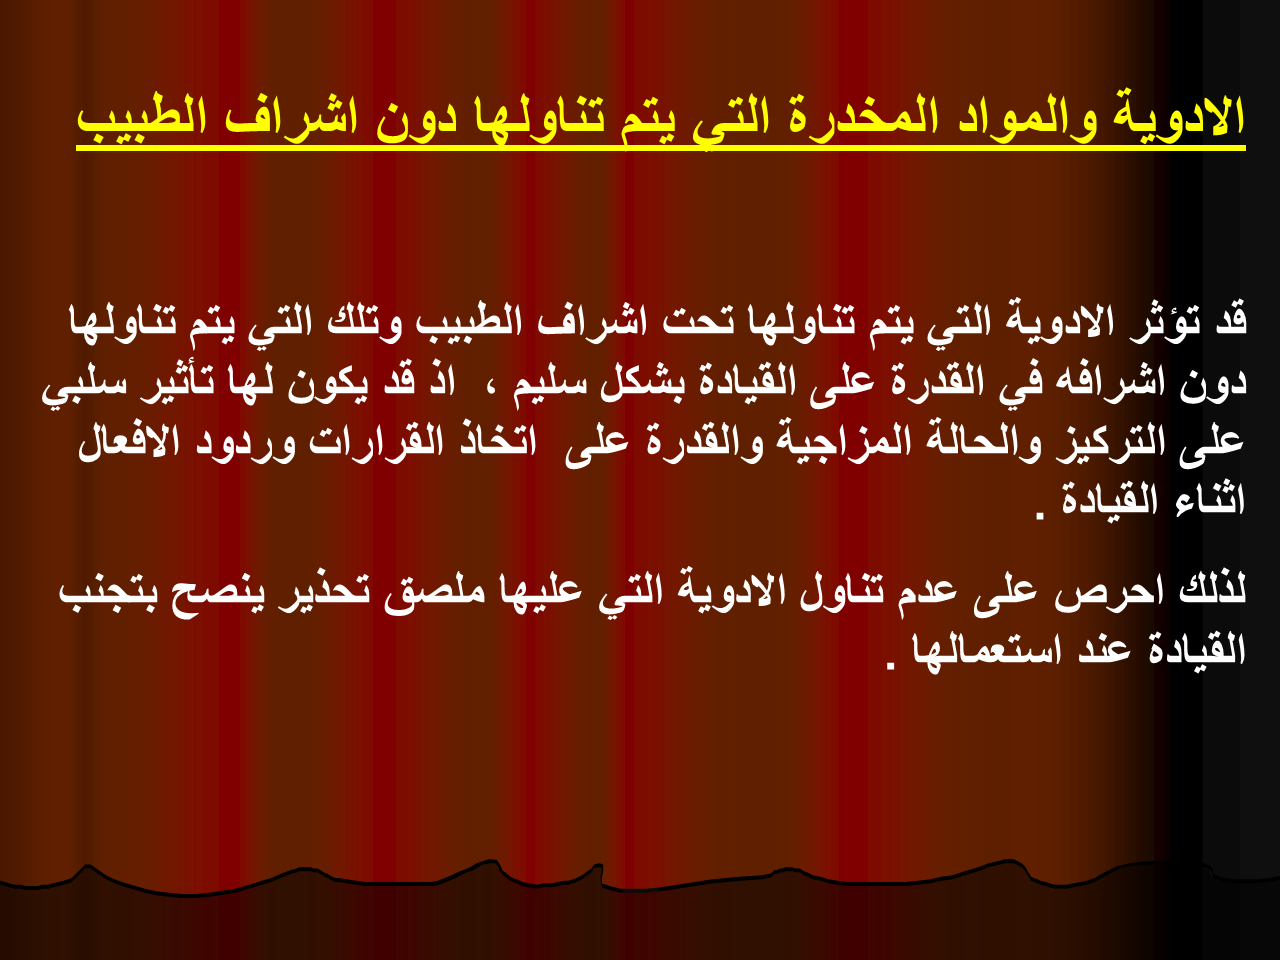 الادوية والمواد المخدرة التي يتم تناولها دون اشراف الطبيب
قد تؤثر الادوية التي يتم تناولها تحت اشراف الطبيب وتلك التي يتم تناولها
دون اشرافه في القدرة على القيادة بشكل سليم ، اذ قد يكون لها تأثير سلبي
على التركيز والحالة المزاجية والقدرة على اتخاذ القرارات وردود الافعال
اثناء القيادة .
لذلك احرص على عدم تناول الادوية التي عليها ملصق تحذير ينصح بتجنب
القيادة عند استعمالها .